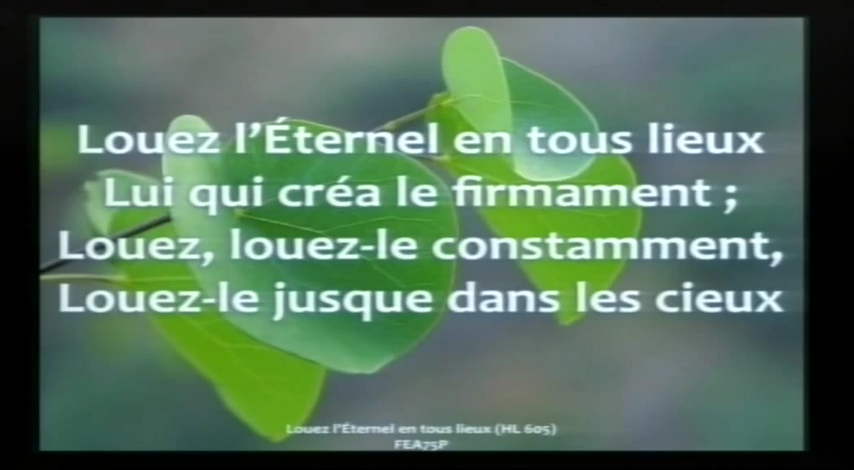 Louez l'Éternel en tous lieux
Lui qui créa le firmament ;
Louez, louez-le constamment,
Louez-le jusque dans les cieux
Louez l'Éternel en tous lieux (HL 605)
FEA75P